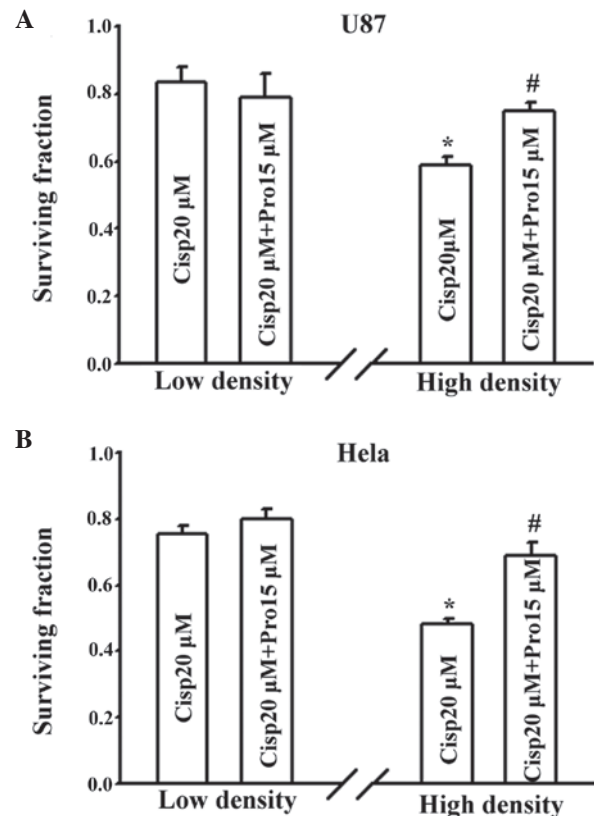 A
U87
Surviving fraction
1.0
0.8
0.6
0.4
0.2
0.0
Cisp20 µM
Cisp20 µM+Pro15 µM
*
Cisp20µM
#
Cisp20 µM+Pro15 µM
Low density
High density
B
Hela
Surviving fraction
1.0
0.8
0.6
0.4
0.2
0.0
Cisp20 µM
Cisp20 µM+Pro15 µM
*
Cisp20 µM
#
Cisp20 µM+Pro15 µM
Low density
High density